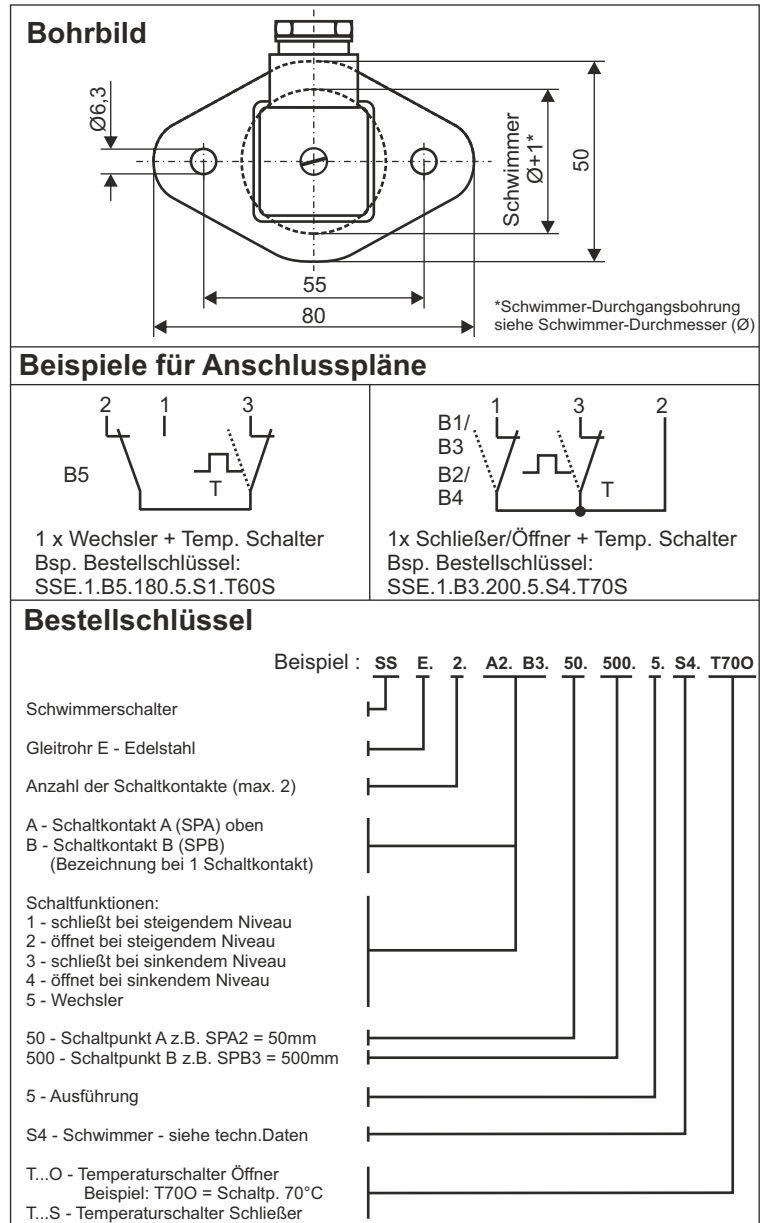 Bohrbild
Ø6,3
Schwimmer
Ø+1*
50
55
80
*Schwimmer-Durchgangsbohrung
siehe Schwimmer-Durchmesser (Ø)
Beispiele für Anschlusspläne
2 1 3
B5
T
1 x Wechsler + Temp. Schalter
Bsp. Bestellschlüssel:
SSE.1.B5.180.5.S1.T60S
1 3 2
B1/
B3
B2/
B4
T
1x Schließer/Öffner + Temp. Schalter
Bsp. Bestellschlüssel:
SSE.1.B3.200.5.S4.T70S
Bestellschlüssel
Beispiel : SS E. 2. A2. B3. 50. 500. 5. S4. T70O
Schwimmerschalter
Gleitrohr E - Edelstahl
Anzahl der Schaltkontakte (max. 2)
A - Schaltkontakt A (SPA) oben
B - Schaltkontakt B (SPB)
(Bezeichnung bei 1 Schaltkontakt)
Schaltfunktionen:
1 - schließt bei steigendem Niveau
2 - öffnet bei steigendem Niveau
3 - schließt bei sinkendem Niveau
4 - öffnet bei sinkendem Niveau
5 - Wechsler
50 - Schaltpunkt A z.B. SPA2 = 50mm
500 - Schaltpunkt B z.B. SPB3 = 500mm
5 - Ausführung
S4 - Schwimmer - siehe techn.Daten
T...O - Temperaturschalter Öffner
Beispiel: T70O = Schaltp. 70°C
T...S - Temperaturschalter Schließer